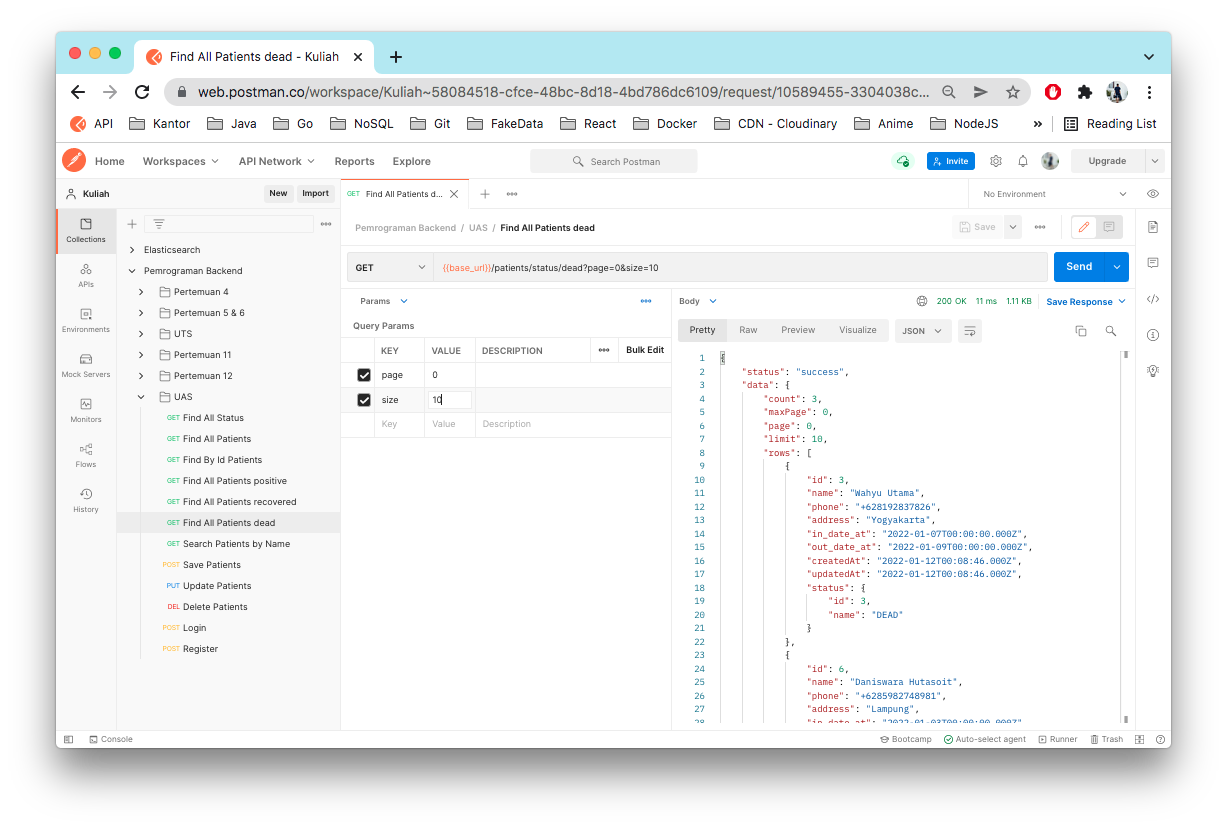 Find All Patients dead - Kuliah
web.postman.co/workspace/Kuliah~58084518-cfce-48bc-8d18-4bd786dc6109/request/10589455-3304038c...
API Kantor Java Go NoSQL Git FakeData React Docker CDN - Cloudinary Anime NodeJS » Reading List
Home Workspaces API Network Reports Explore Search Postman Invite Upgrade
Kuliah New Import GET Find All Patients d... No Environment
Collections
APIs
Environments
Mock Servers
Monitors
Flows
History
Elasticsearch
Pemrograman Backend
Pertemuan 4
Pertemuan 5 & 6
UTS
Pertemuan 11
Pertemuan 12
UAS
GET Find All Status
GET Find All Patients
GET Find By Id Patients
GET Find All Patients positive
GET Find All Patients recovered
GET Find All Patients dead
GET Search Patients by Name
POST Save Patients
PUT Update Patients
DEL Delete Patients
POST Login
POST Register
Pemrograman Backend / UAS / Find All Patients dead Save
GET {{base_url}}/patients/status/dead?page=0&size=10 Send
Params
Query Params
KEY VALUE DESCRIPTION Bulk Edit
page 0
size 10
Key Value Description
Body 200 OK 11 ms 1.11 KB Save Response
Pretty Raw Preview Visualize JSON
1 {
2 "status": "success",
3 "data": {
4 "count": 3,
5 "maxPage": 0,
6 "page": 0,
7 "limit": 10,
8 "rows": [
9 {
10 "id": 3,
11 "name": "Wahyu Utama",
12 "phone": "+628192837826",
13 "address": "Yogyakarta",
14 "in_date_at": "2022-01-07T00:00:00.000Z",
15 "out_date_at": "2022-01-09T00:00:00.000Z",
16 "createdAt": "2022-01-12T00:08:46.000Z",
17 "updatedAt": "2022-01-12T00:08:46.000Z",
18 "status": {
19 "id": 3,
20 "name": "DEAD"
21 }
22 },
23 {
24 "id": 6,
25 "name": "Daniswara Hutasoit",
26 "phone": "+6285982748981",
27 "address": "Lampung",
28 "in_date_at": "2022-01-03T00:00:00.000Z",
Console Bootcamp Auto-select agent Runner Trash